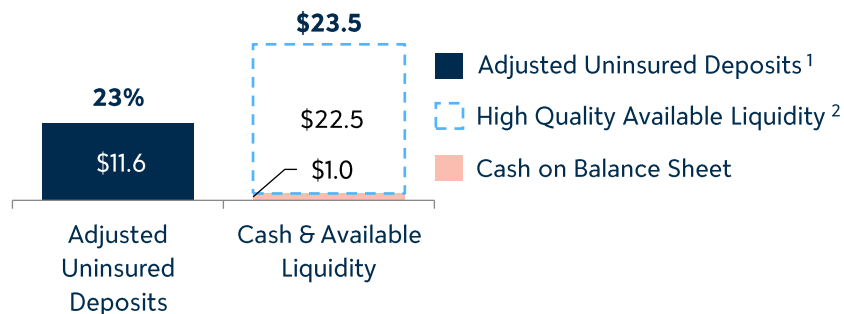 $23.5
23%
$11.6
$22.5
$1.0
Adjusted
Uninsured
Deposits
Cash & Available
Liquidity
Adjusted Uninsured Deposits 1
High Quality Available Liquidity 2
Cash on Balance Sheet